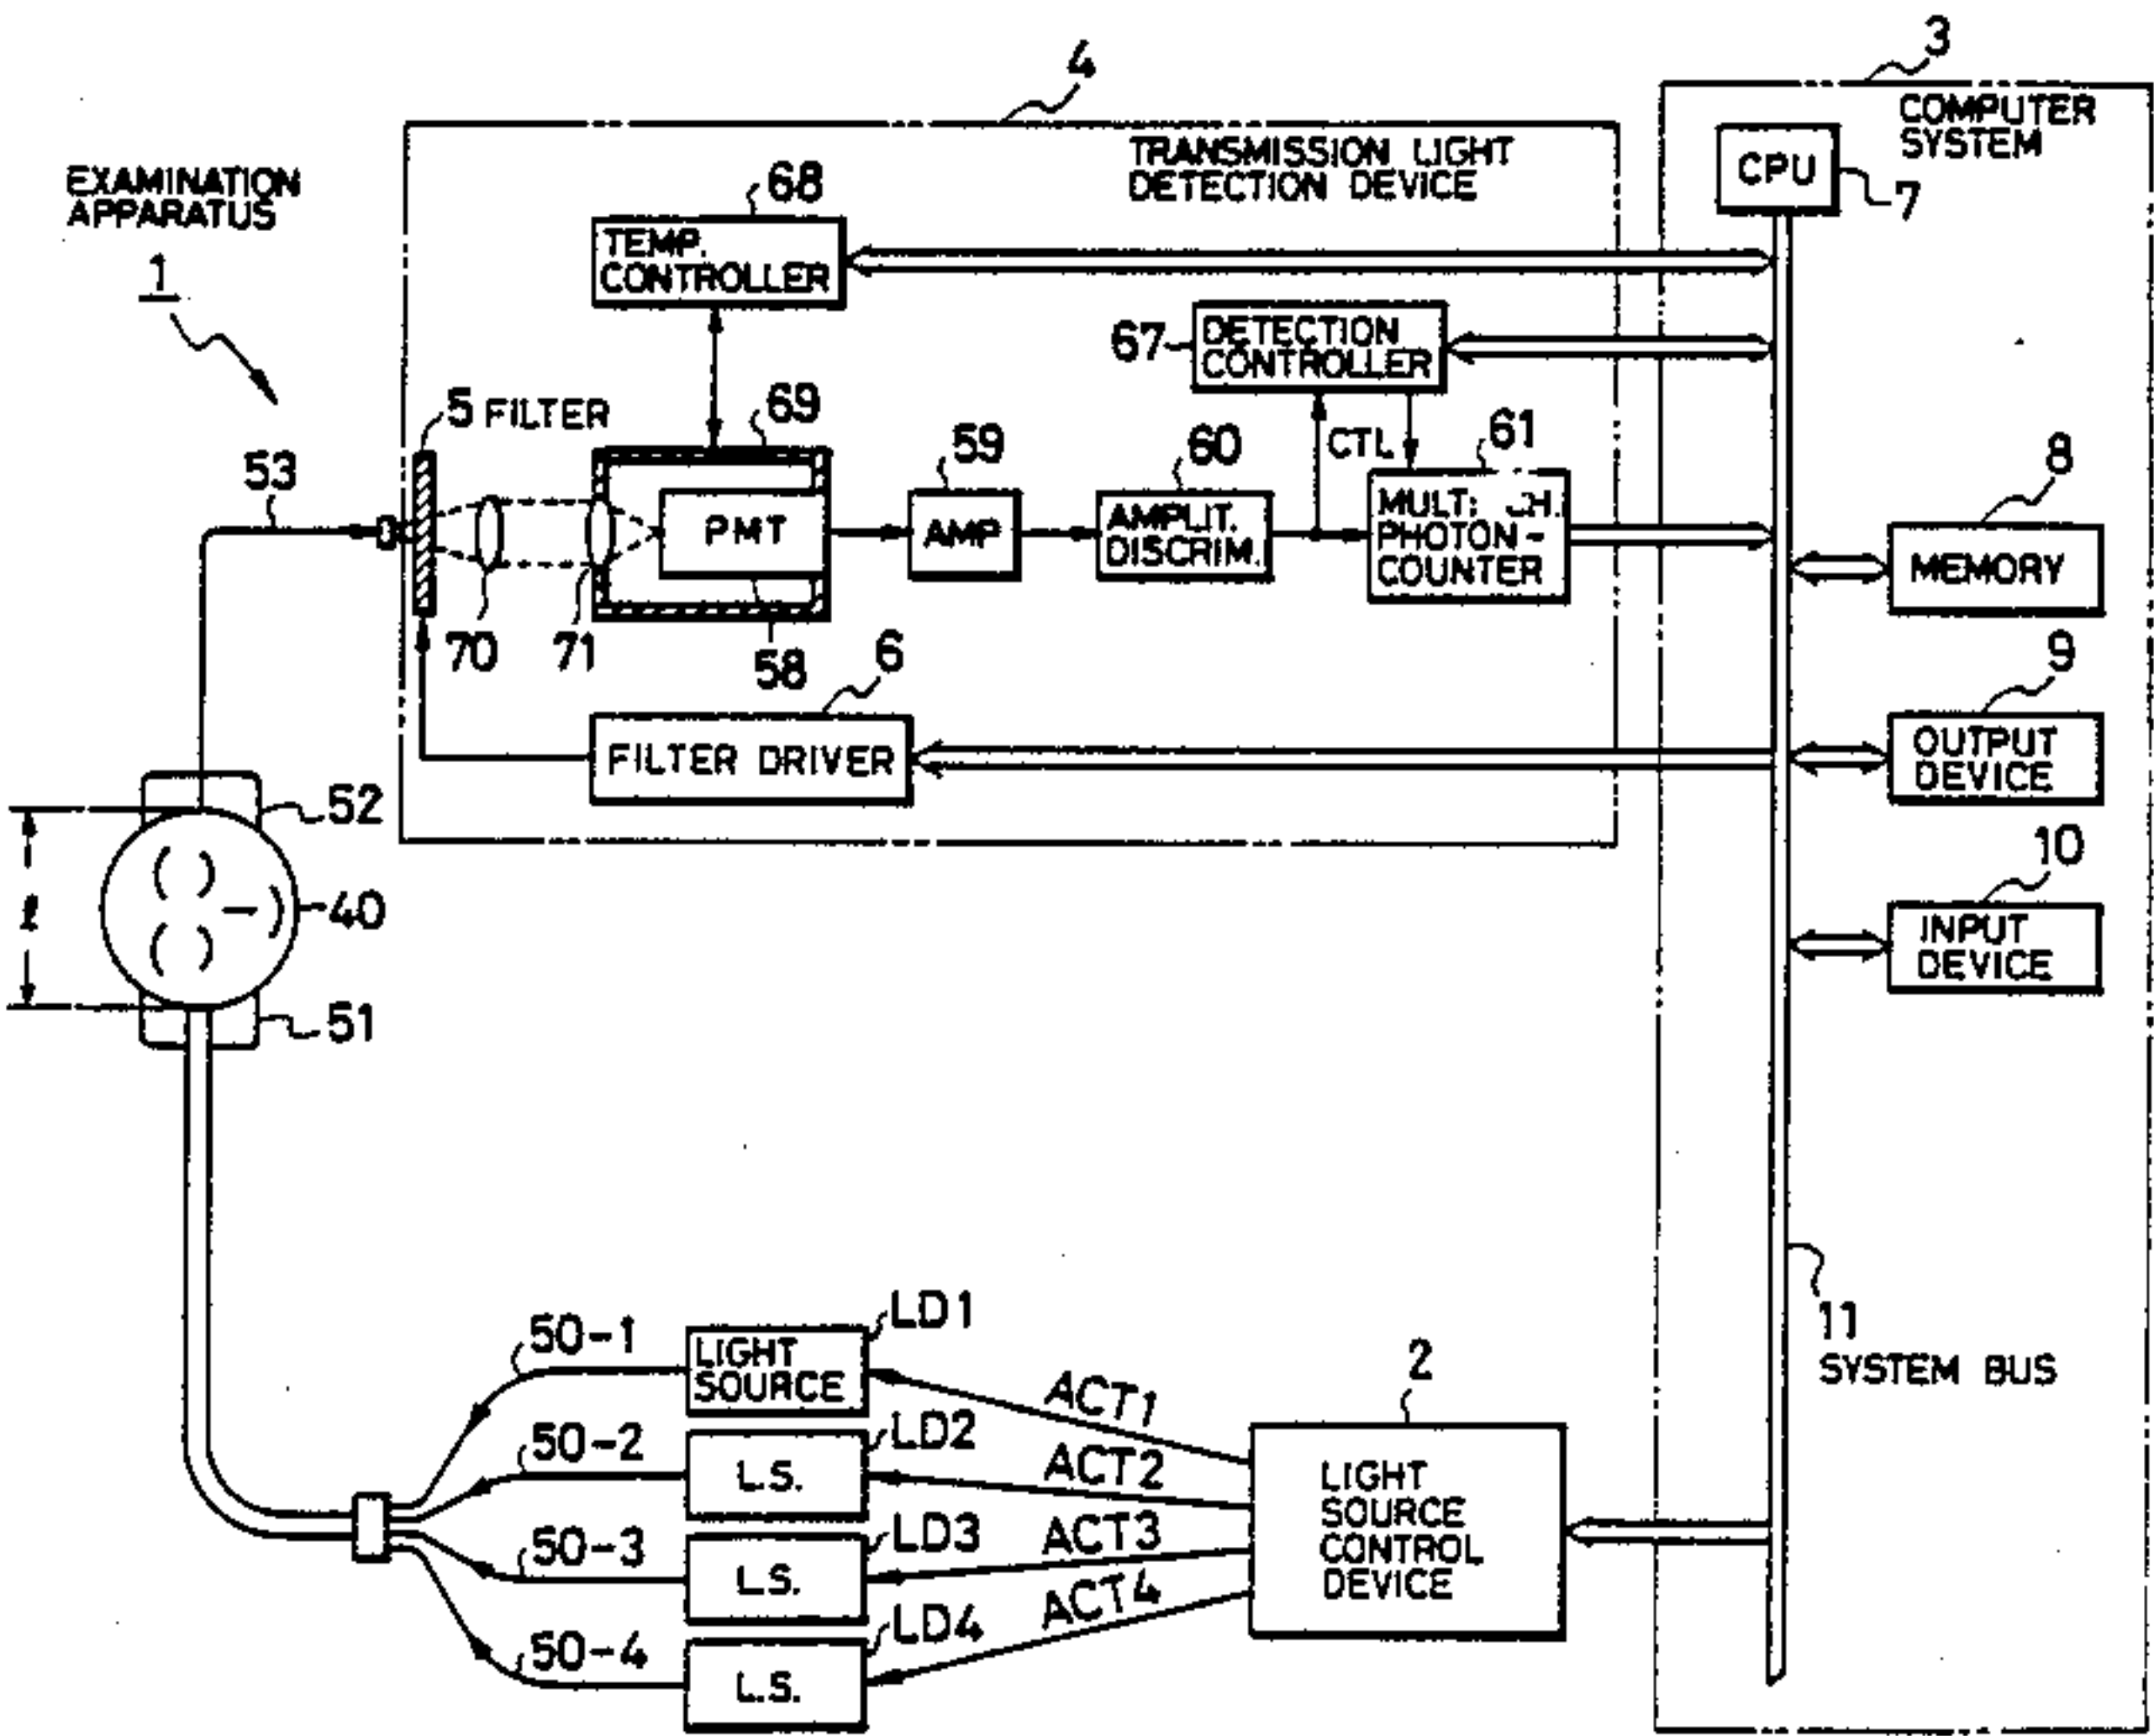 3
4
COMPUTER
SYSTEM
TRANSMISSION LIGHT
DETECTION DEVICE
CPU
7
EXAMINATION
APPARATUS
1
68
TEMP.
CONTROLLER
67
DETECTION
CONTROLLER
5 FILTER
69
59
60
CTL
61
8
53
PMT
AMP
AMPLIT.
DISCRIM.
PHOTON-
COUNTER
MEMORY
70
71
58
6
9
FILTER DRIVER
OUTPUT
DEVICE
52
10
ℓ
40
INPUT
DEVICE
51
11
SYSTEM BUS
50-1
LIGHT
SOURCE
LD1
ACT1
2
50-2
L.S.
LD2
ACT2
LIGHT
SOURCE
CONTROL
DEVICE
50-3
L.S.
LD3
ACT3
50-4
L.S.
LD4
ACT4